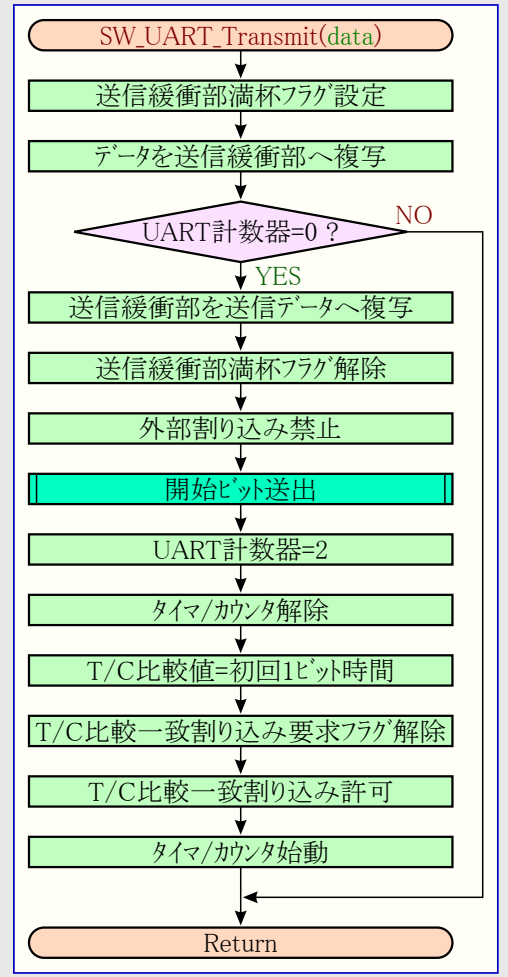 SW_UART_Transmit(data)
送信緩衝部満杯フラグ設定
データを送信緩衝部へ複写
UART計数器=0 ?
NO
YES
送信緩衝部を送信データへ複写
送信緩衝部満杯フラグ解除
外部割り込み禁止
開始ビット送出
UART計数器=2
タイマ/カウンタ解除
T/C比較値=初回1ビット時間
T/C比較一致割り込み要求フラグ解除
T/C比較一致割り込み許可
タイマ/カウンタ始動
Return